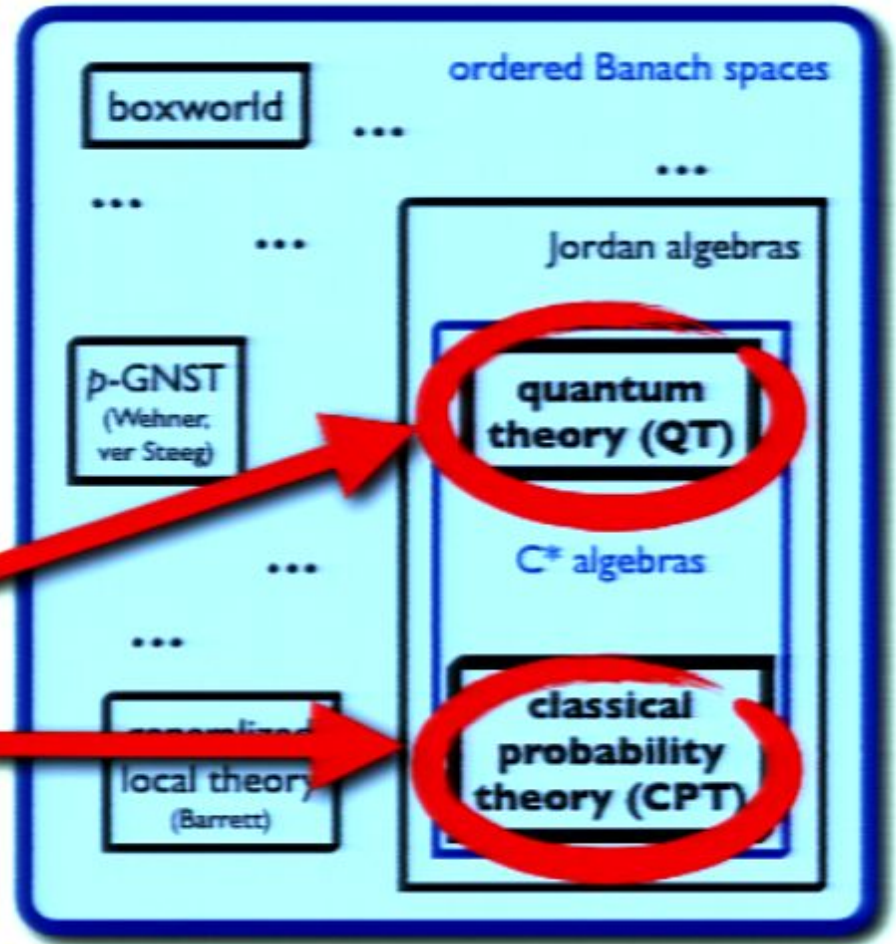 ordered Banach spaces
boxworld
...
...
...
...
Jordan algebras
p-GNST
(Wehner,
ver Steeg)
quantum
theory (QT)
...
C* algebras
...
local theory
(Barrett)
classical
probability
theory (CPT)